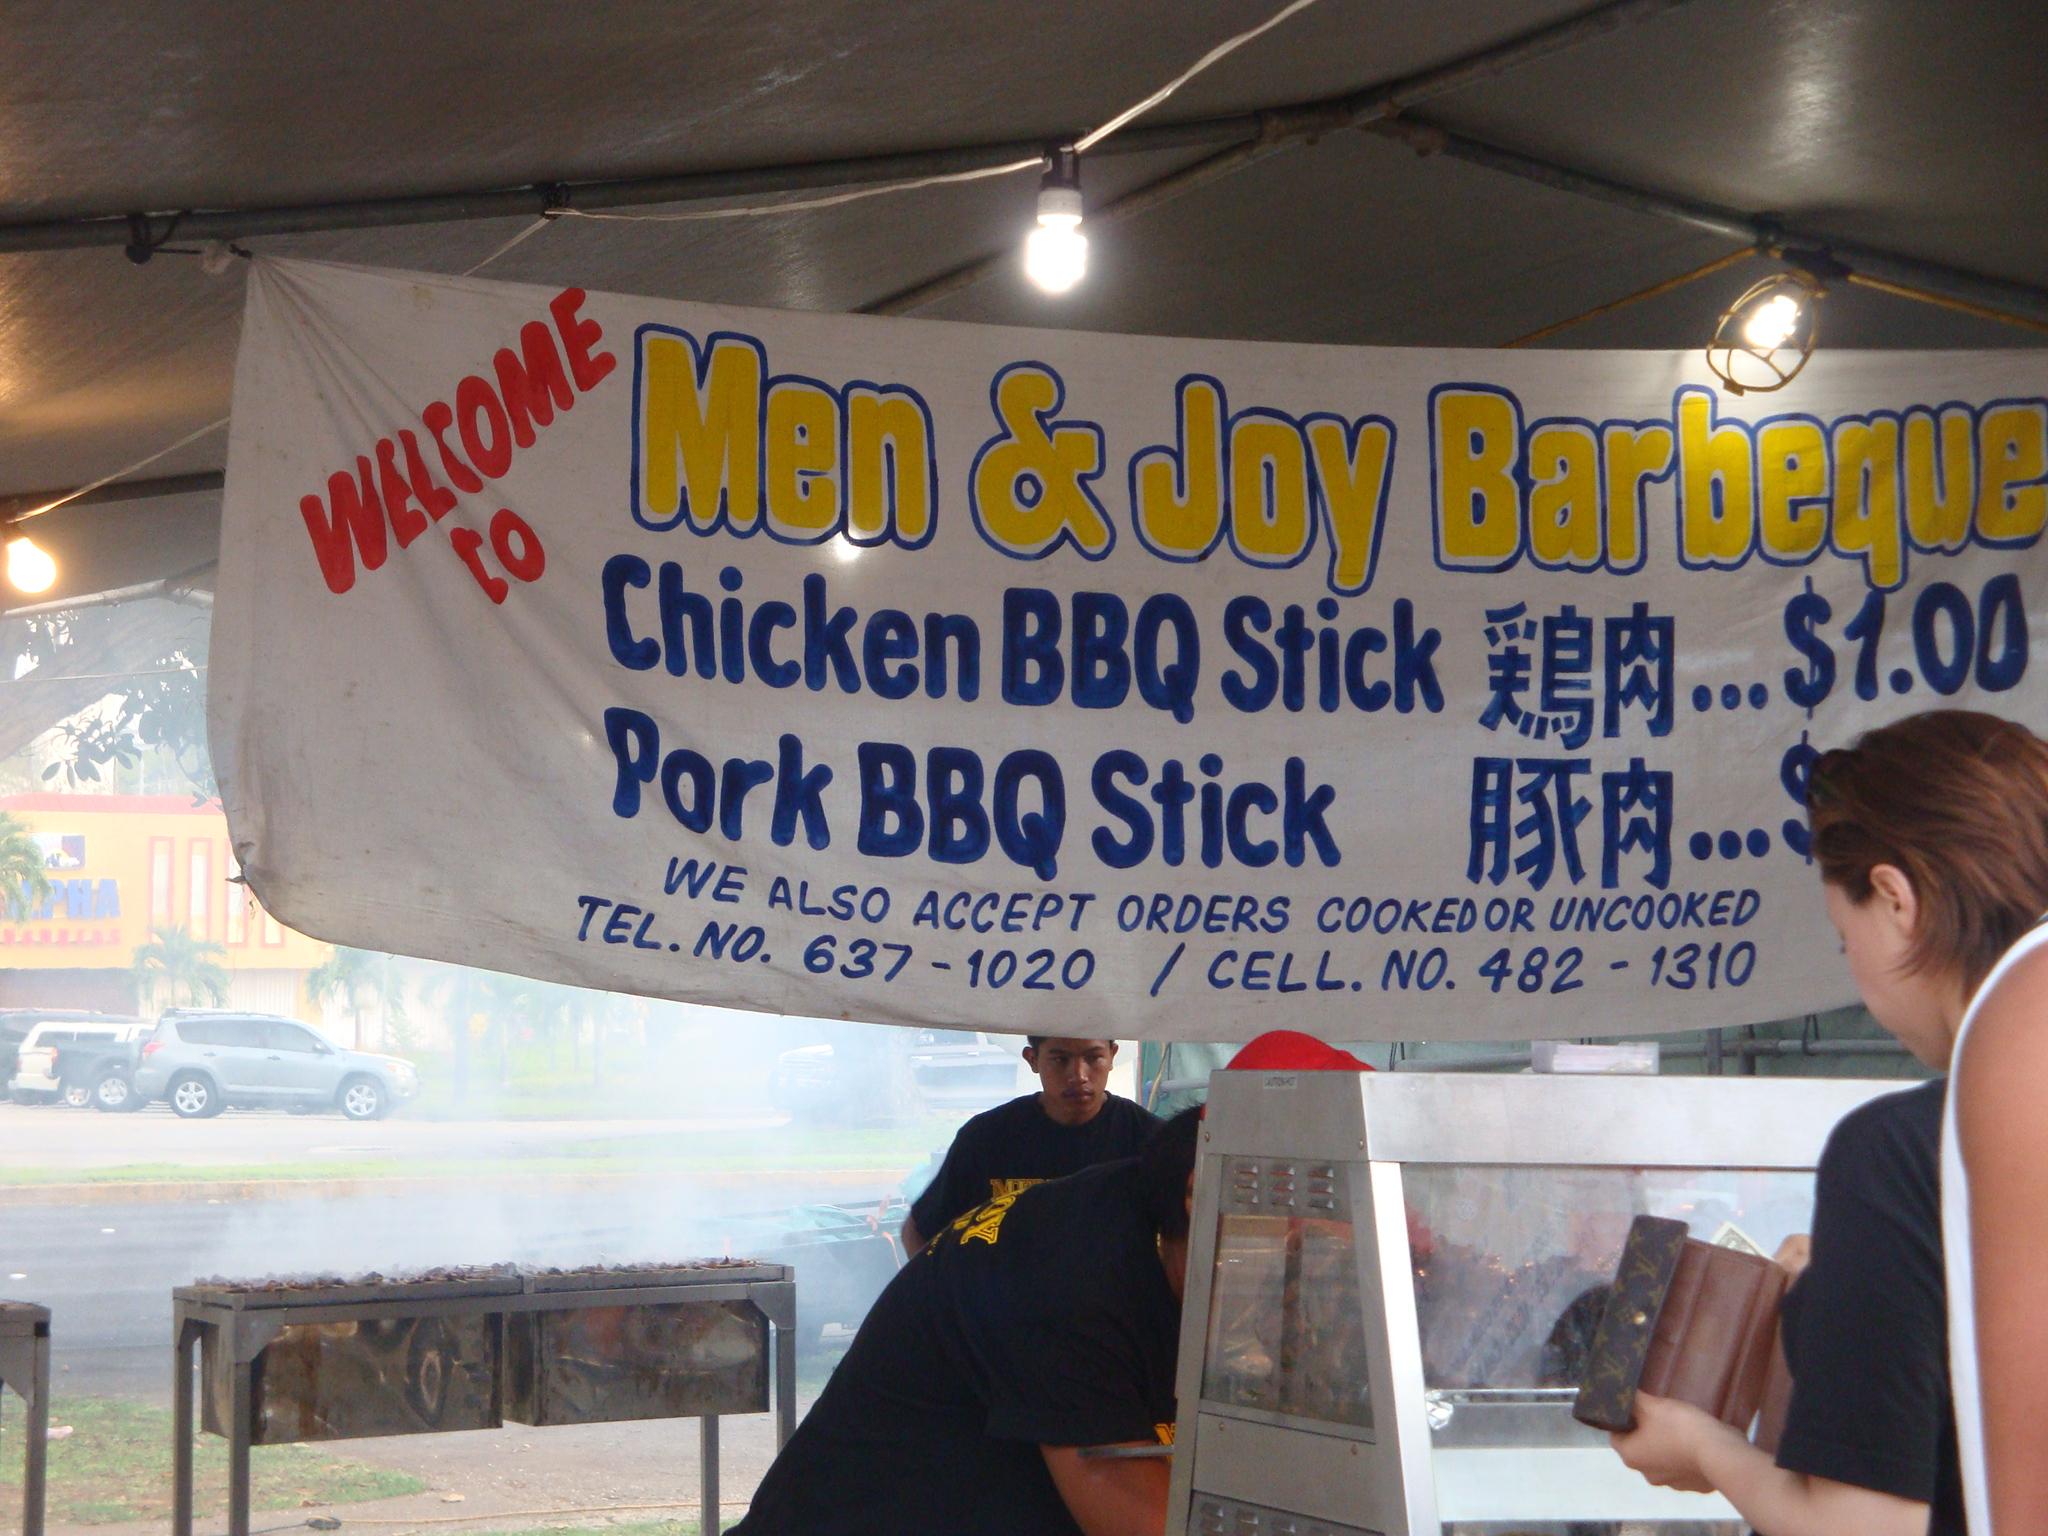 WELCOME
TO
Men & Joy Barbeque
Chicken BBQ Stick 鶏肉...$1.00
Pork BBQ Stick 豚肉...$
WE ALSO ACCEPT ORDERS COOKED OR UNCOOKED
TEL. NO. 637-1020 / CELL. NO. 482-1310